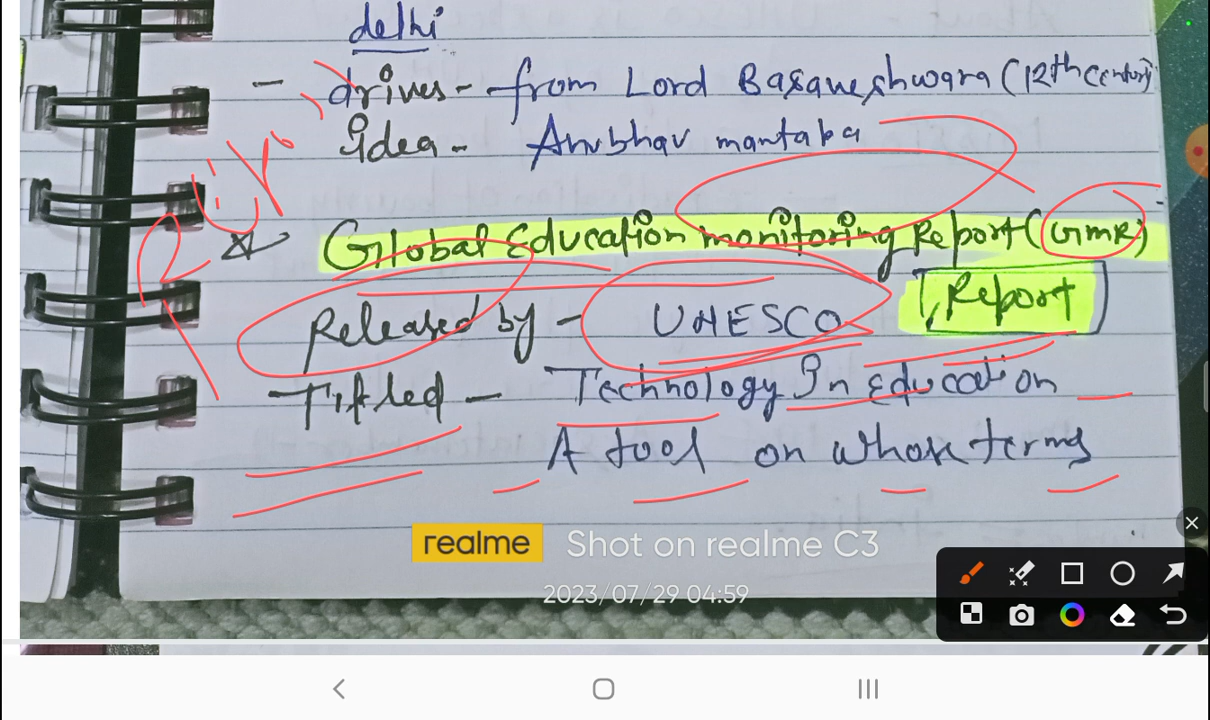 delhi
- drives - from Lord Basaveshwara (12th Century)
idea - Anubhav mantaba
☆ Global Education monitoring Report (GMR)
Report
Released by - UNESCO
Titled - Technology In education
A tool on whose terms
realme Shot on realme C3
2023/07/29 04:59